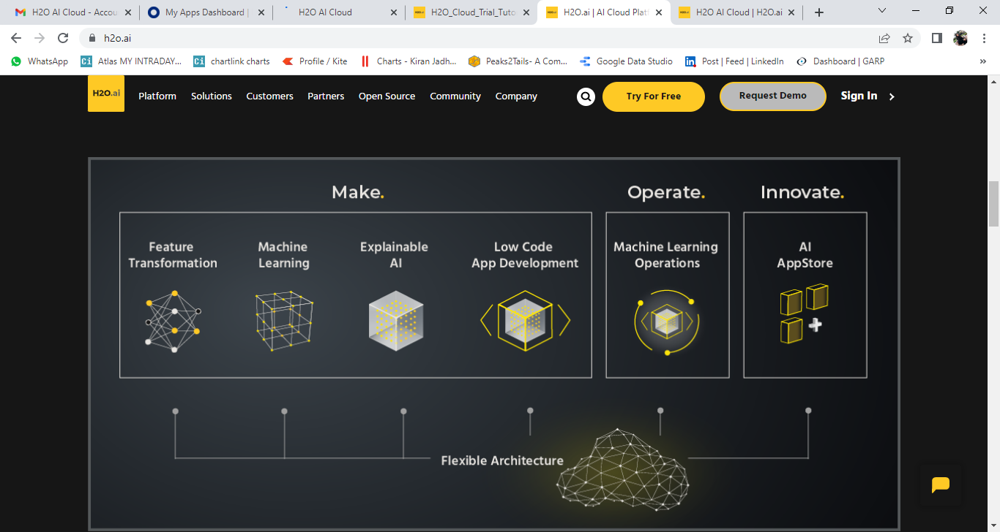 H2O AI Cloud - Accou
My Apps Dashboard |
H2O AI Cloud
H2O_Cloud_Trial_Tuto
H2O.ai | AI Cloud Platf
H2O AI Cloud | H2O.ai
h2o.ai
WhatsApp
Atlas MY INTRADAY...
chartlink charts
Profile / Kite
Charts - Kiran Jadh...
Peaks2Tails- A Com...
Google Data Studio
Post | Feed | LinkedIn
Dashboard | GARP
H2O.ai
Platform
Solutions
Customers
Partners
Open Source
Community
Company
Try For Free
Request Demo
Sign In
Make.
Operate.
Innovate.
Feature
Transformation
Machine
Learning
Explainable
AI
Low Code
App Development
Machine Learning
Operations
AI
AppStore
Flexible Architecture